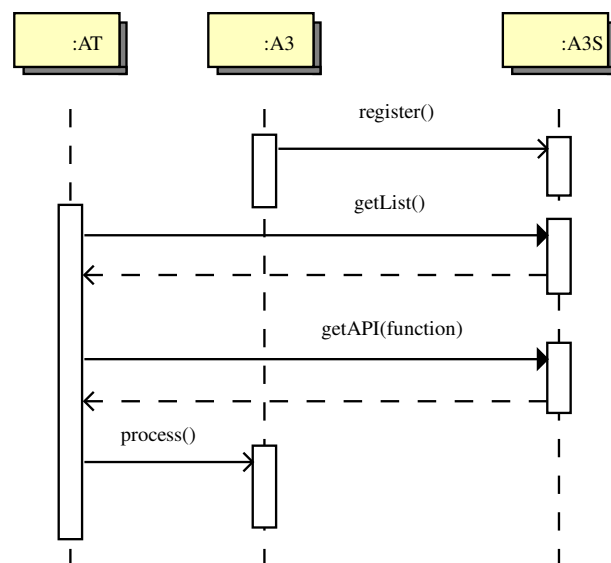 :AT
:A3
:A3S
register()
getList()
getAPI(function)
process()